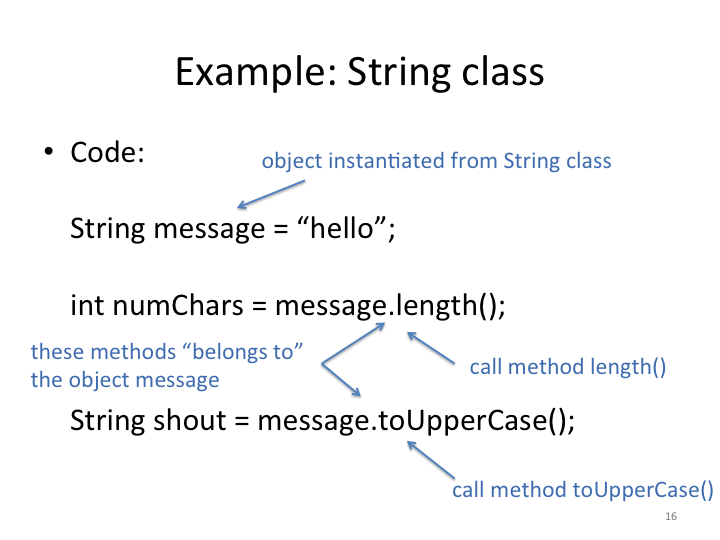 Example: String class
• Code:
object instantiated from String class
String message = “hello”;
int numChars = message.length();
these methods “belongs to”
the object message
call method length()
String shout = message.toUpperCase();
call method toUpperCase()
16